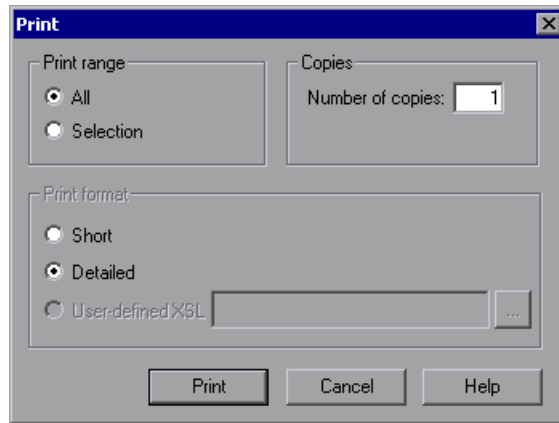 Print
Print range
All
Selection
Copies
Number of copies: 1
Print format
Short
Detailed
User-defined XSL ...
Print Cancel Help